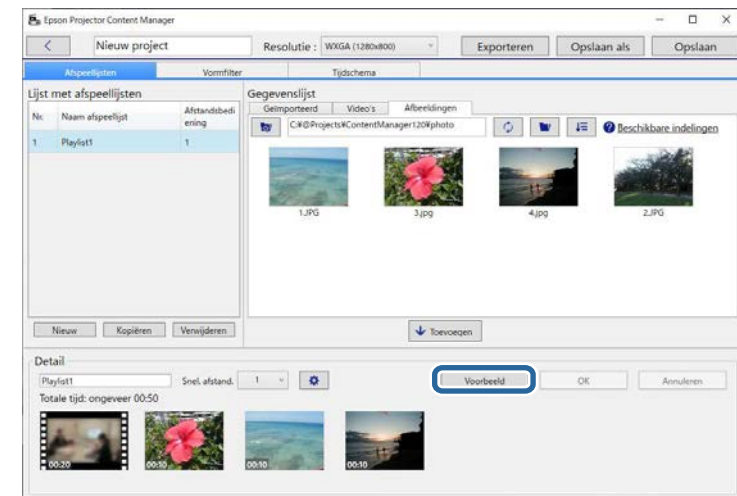 Epson Projector Content Manager
Nieuw project
Resolutie : WXGA (1280x800)
Exporteren
Opslaan als
Opslaan
Afspeellijsten
Vormfilter
Tijdschema
Lijst met afspeellijsten
Nr.
Naam afspeellijst
Afstandsbedi
ening
1
Playlist1
1
Gegevenslijst
Geïmporteerd
Video's
Afbeeldingen
C:¥@Projects¥ContentManager120¥photo
Beschikbare indelingen
1.JPG
3.jpg
4.jpg
2.JPG
Nieuw
Kopiëren
Verwijderen
Toevoegen
Detail
Playlist1
Snel. afstand.
1
Voorbeeld
OK
Annuleren
Totale tijd: ongeveer 00:50
00:20
00:10
00:10
00:10